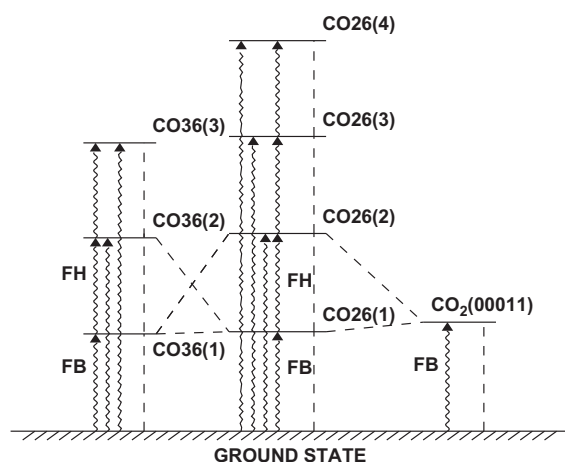 CO26(4)
CO36(3)
CO26(3)
CO36(2)
CO26(2)
FH
FH
CO2(00011)
CO26(1)
CO36(1)
FB
FB
FB
GROUND STATE